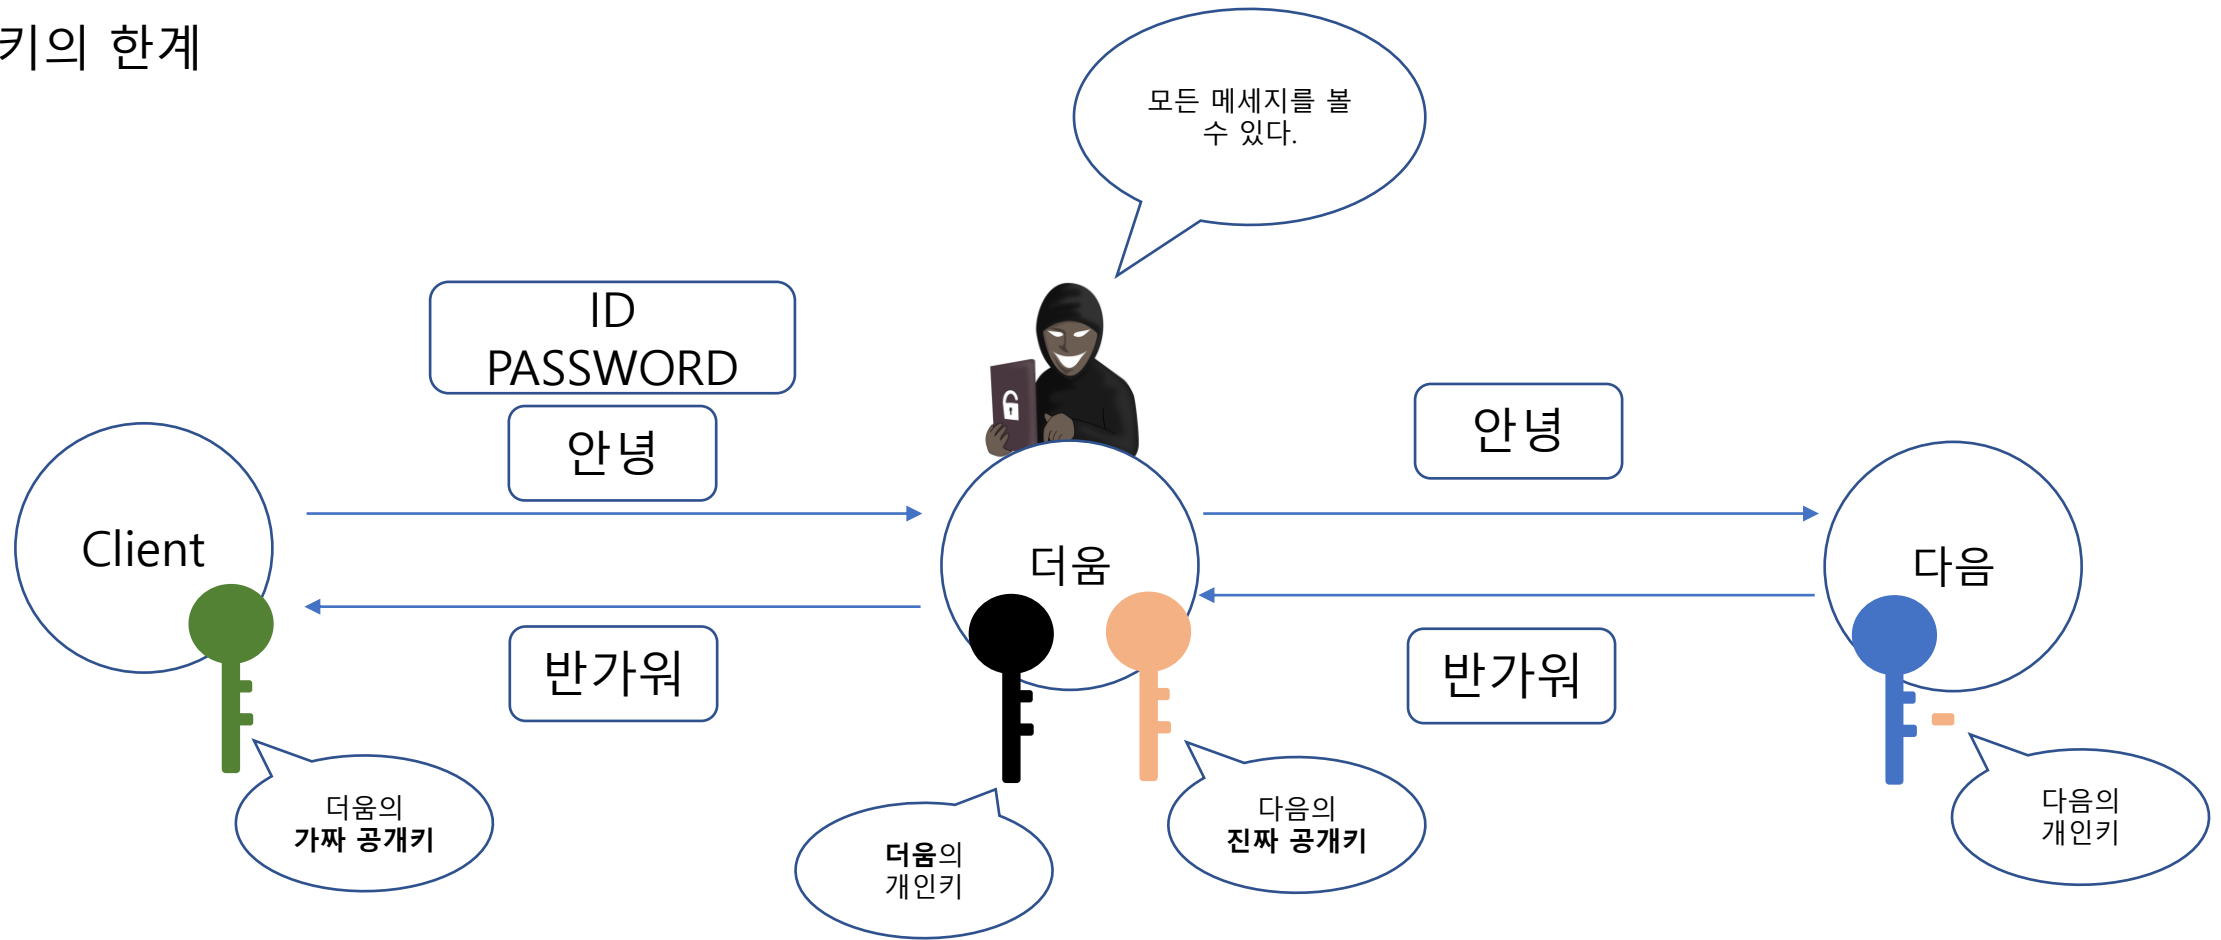 키의 한계
모든 메세지를 볼
수 있다.
ID
PASSWORD
안녕
안녕
Client
더움
다음
반가워
반가워
더움의
가짜 공개키
더움의
개인키
다음의
진짜 공개키
다음의
개인키